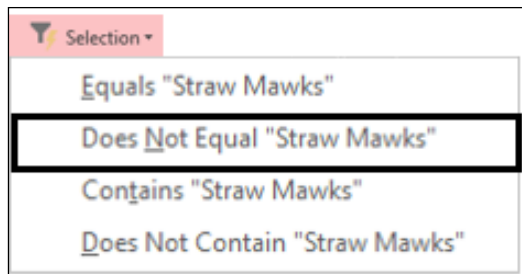 Selection
Equals "Straw Mawks"
Does Not Equal "Straw Mawks"
Contains "Straw Mawks"
Does Not Contain "Straw Mawks"